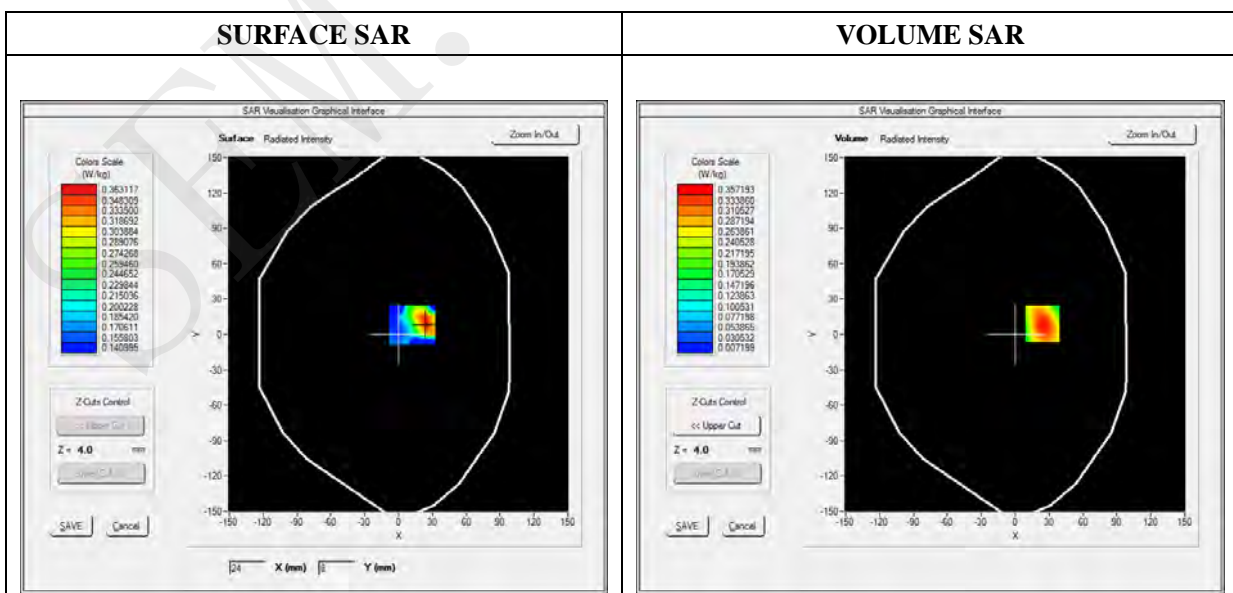 SURFACE SAR
VOLUME SAR
SEM.
SAR Visualisation Graphical Interface
Surface Radiated Intensity
Zoom In/Out
Colors Scale
(W/kg)
0.363117
0.348309
0.333500
0.318692
0.303884
0.289076
0.274268
0.259460
0.244652
0.229844
0.215036
0.200228
0.185420
0.170611
0.155803
0.140995
150
120
90
60
30
0
-30
-60
-90
-120
-150
Y
-150 -120 -90 -60 -30 0 30 60 90 120 150
X
Z-Cuts Control
<< Upper Cut
Z = 4.0 mm
SAVE Cancel
24 X (mm) 8 Y (mm)
SAR Visualisation Graphical Interface
Volume Radiated Intensity
Zoom In/Out
Colors Scale
(W/kg)
0.357193
0.333860
0.310527
0.287194
0.263861
0.240528
0.217195
0.193862
0.170529
0.147196
0.123863
0.100531
0.077198
0.053865
0.030532
0.007199
150
120
90
60
30
0
-30
-60
-90
-120
-150
Y
-150 -120 -90 -60 -30 0 30 60 90 120 150
X
Z-Cuts Control
<< Upper Cut
Z = 4.0 mm
SAVE Cancel